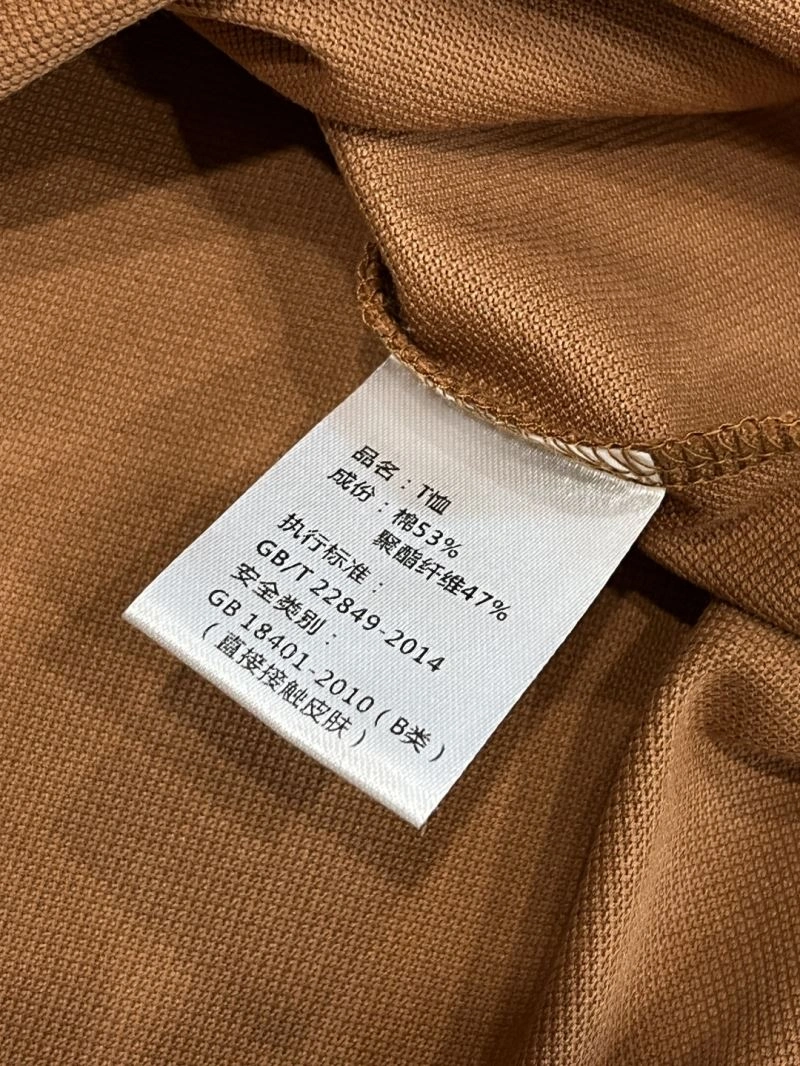 品名：T恤
成份：棉53%
聚酯纤维47%
执行标准：
GB/T 22849-2014
安全类别：
GB 18401-2010（B类）
（直接接触皮肤）